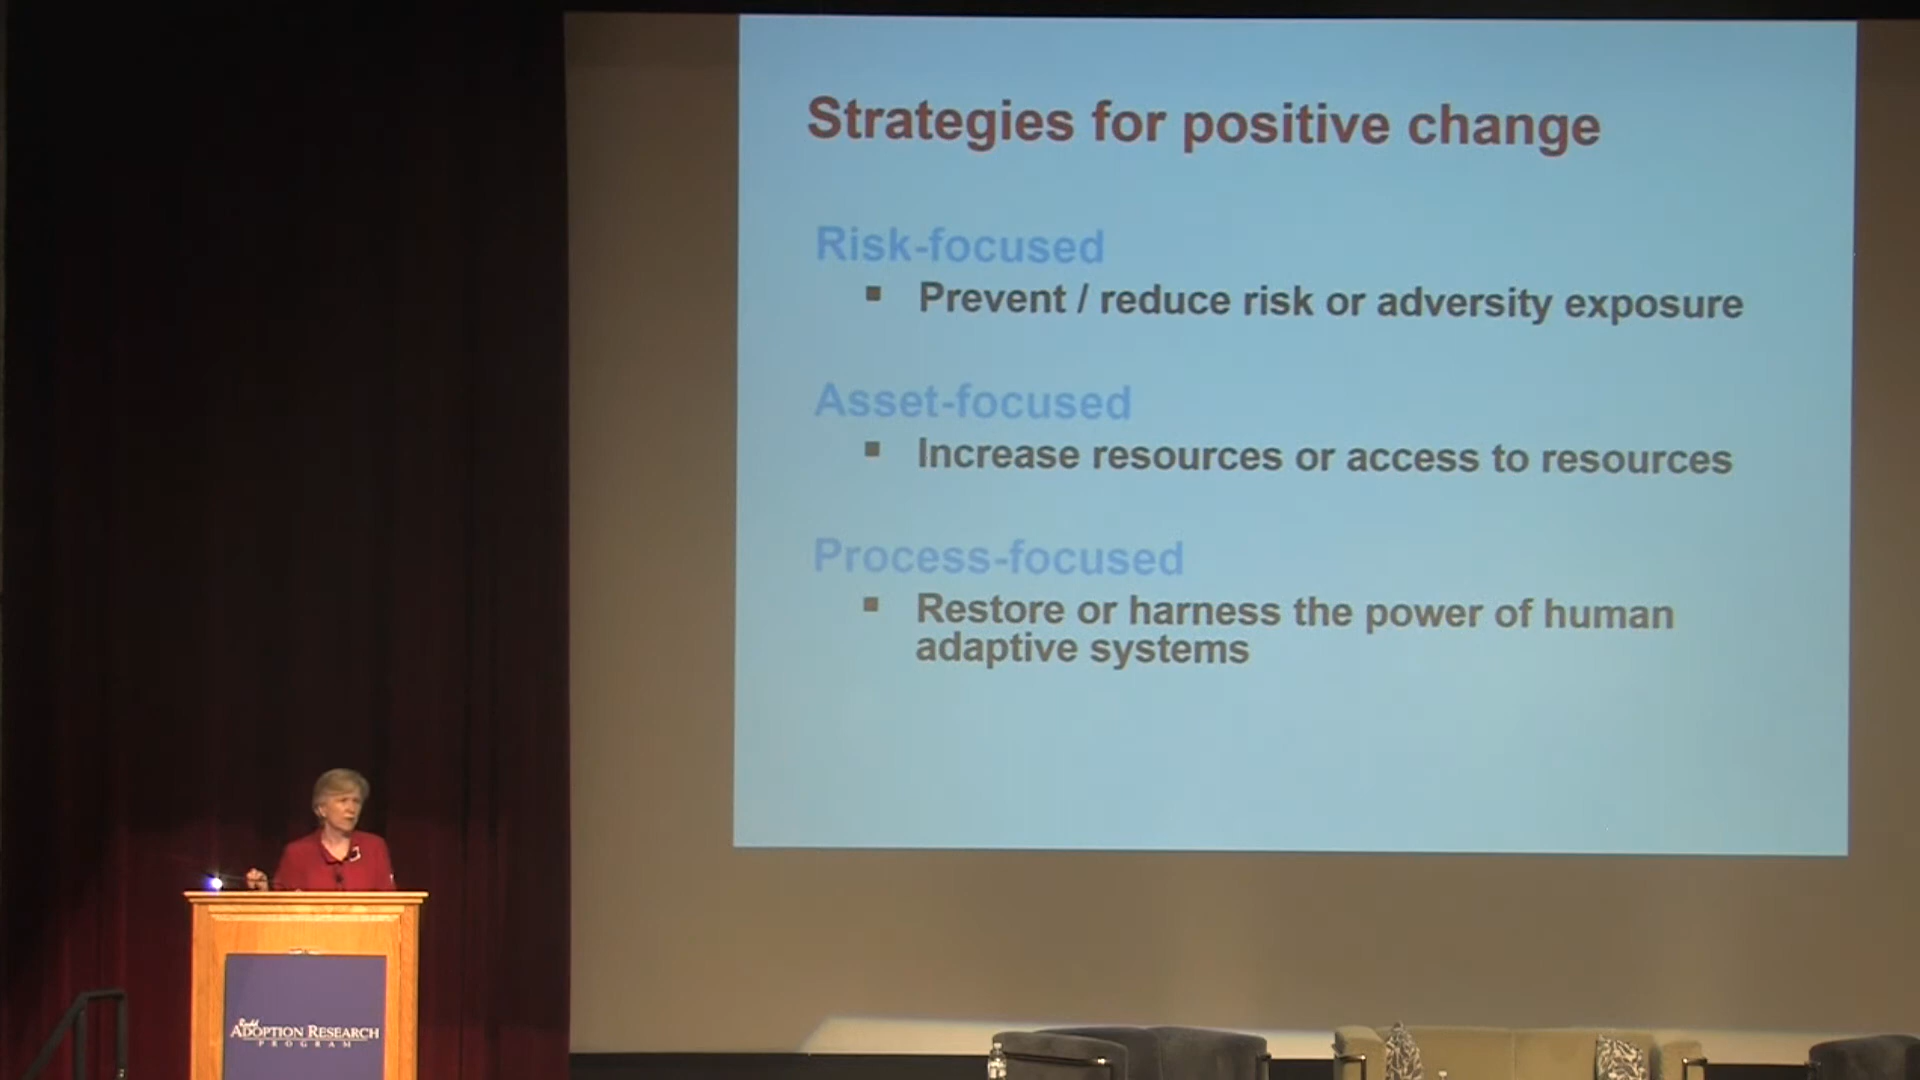 Strategies for positive change
Risk-focused
Prevent / reduce risk or adversity exposure
Asset-focused
Increase resources or access to resources
Process-focused
Restore or harness the power of human
adaptive systems
Rudd
ADOPTION RESEARCH
PROGRAM